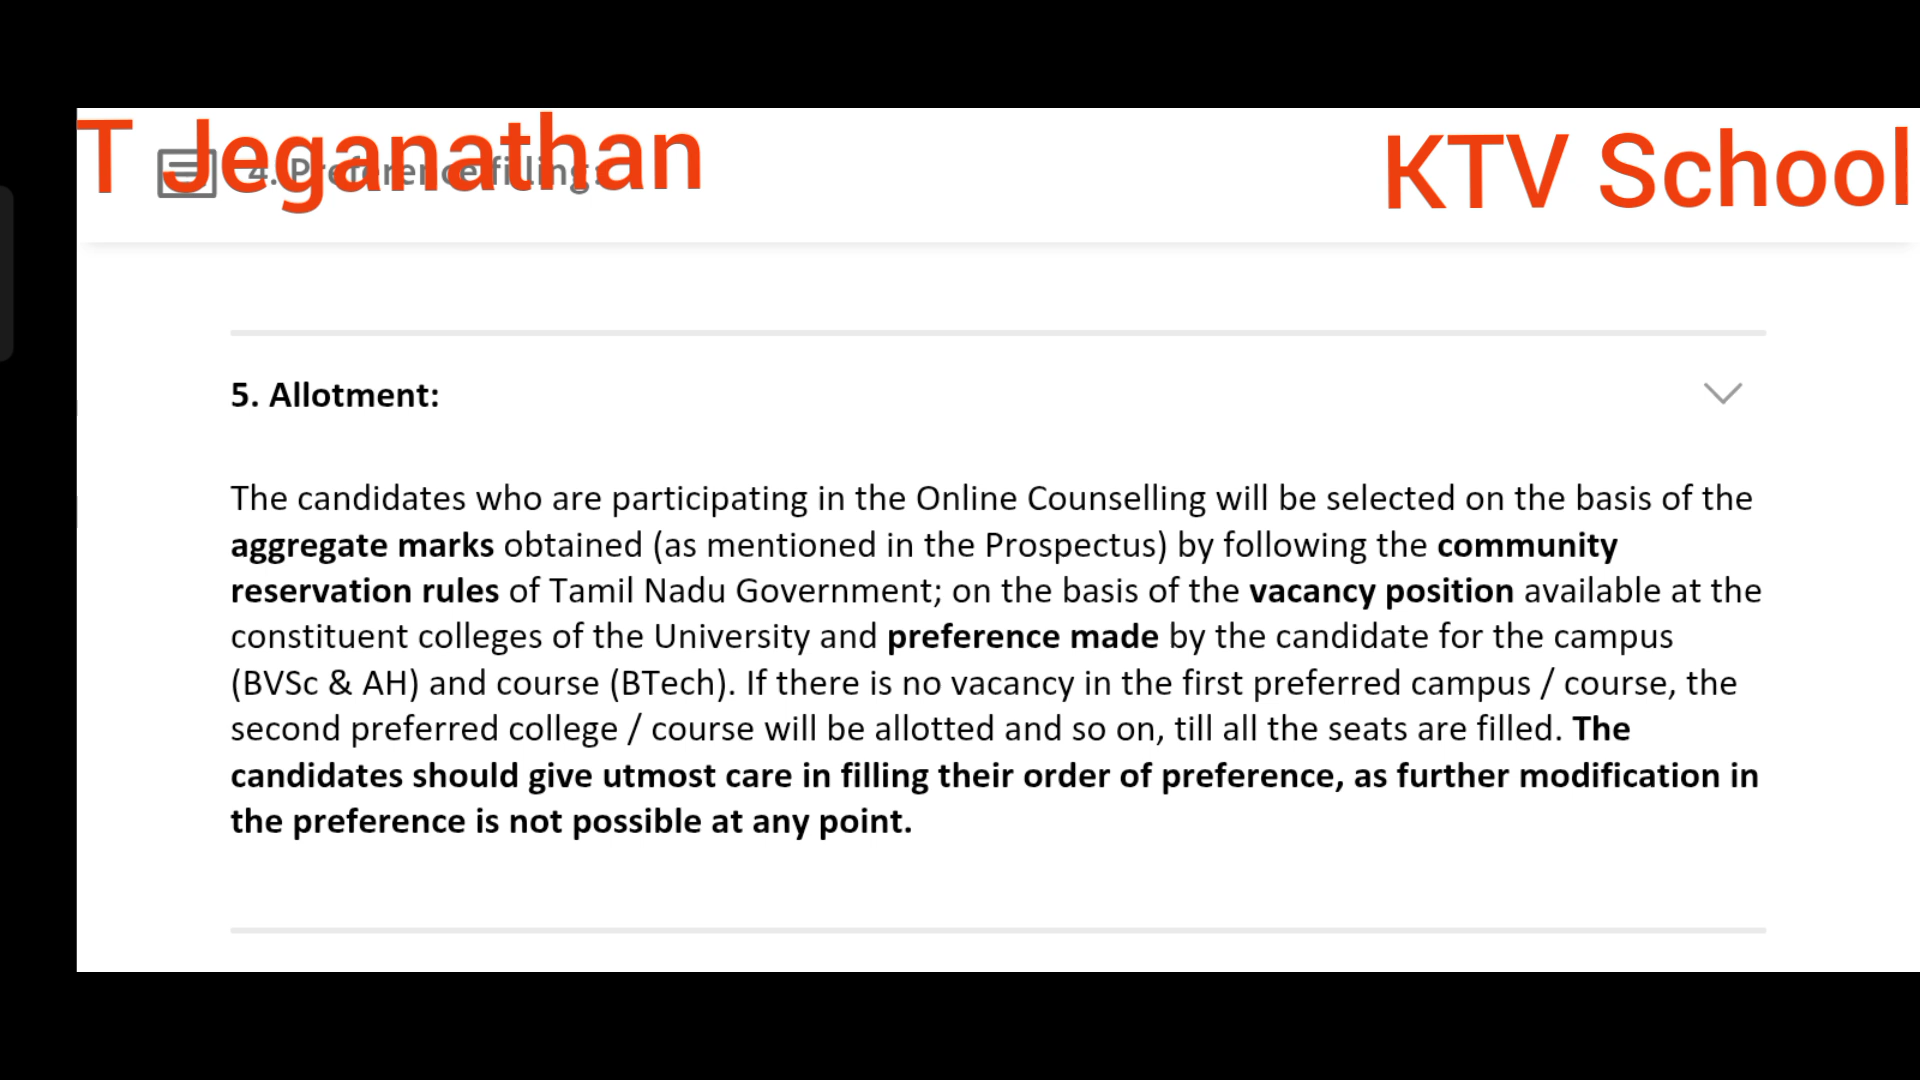 T Jeganathan
KTV School
4. Preference filling:
5. Allotment:
The candidates who are participating in the Online Counselling will be selected on the basis of the
aggregate marks obtained (as mentioned in the Prospectus) by following the community
reservation rules of Tamil Nadu Government; on the basis of the vacancy position available at the
constituent colleges of the University and preference made by the candidate for the campus
(BVSc & AH) and course (BTech). If there is no vacancy in the first preferred campus / course, the
second preferred college / course will be allotted and so on, till all the seats are filled. The
candidates should give utmost care in filling their order of preference, as further modification in
the preference is not possible at any point.